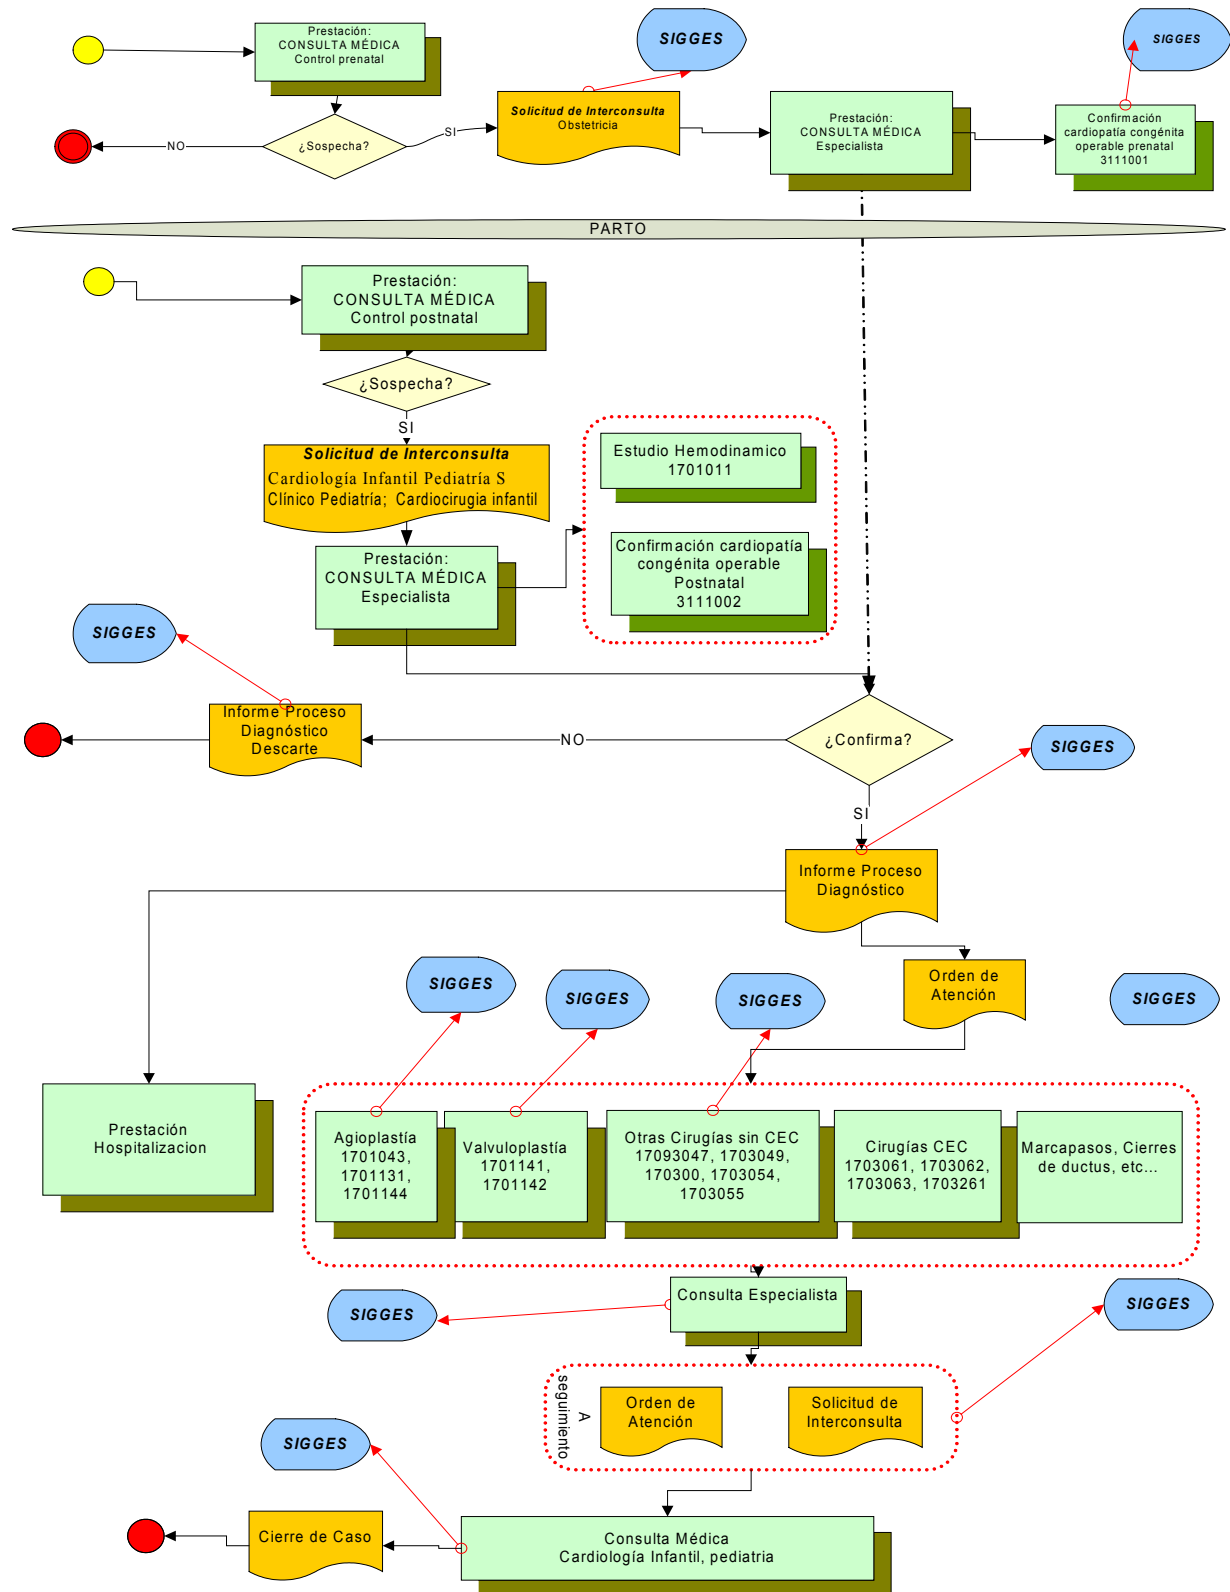 Prestación:
CONSULTA MÉDICA
Control prenatal
SIGGES
SIGGES
Solicitud de Interconsulta
Obstetricia
Prestación:
CONSULTA MÉDICA
Especialista
Confirmación
cardiopatía congénita
operable prenatal
3111001
¿Sospecha?
SI
NO
PARTO
Prestación:
CONSULTA MÉDICA
Control postnatal
¿Sospecha?
SI
Solicitud de Interconsulta
Cardiología Infantil Pediatría S
Clínico Pediatría; Cardiocirugia infantil
Estudio Hemodinamico
1701011
Confirmación cardiopatía
congénita operable
Postnatal
3111002
Prestación:
CONSULTA MÉDICA
Especialista
SIGGES
Informe Proceso
Diagnóstico
Descarte
NO
¿Confirma?
SIGGES
SI
Informe Proceso
Diagnóstico
Orden de
Atención
SIGGES
SIGGES
SIGGES
SIGGES
Prestación
Hospitalizacion
Agioplastía
1701043,
1701131,
1701144
Valvuloplastía
1701141,
1701142
Otras Cirugías sin CEC
17093047, 1703049,
170300, 1703054,
1703055
Cirugías CEC
1703061, 1703062,
1703063, 1703261
Marcapasos, Cierres
de ductus, etc...
Consulta Especialista
SIGGES
SIGGES
A
seguimiento
Orden de
Atención
Solicitud de
Interconsulta
SIGGES
Cierre de Caso
Consulta Médica
Cardiología Infantil, pediatria